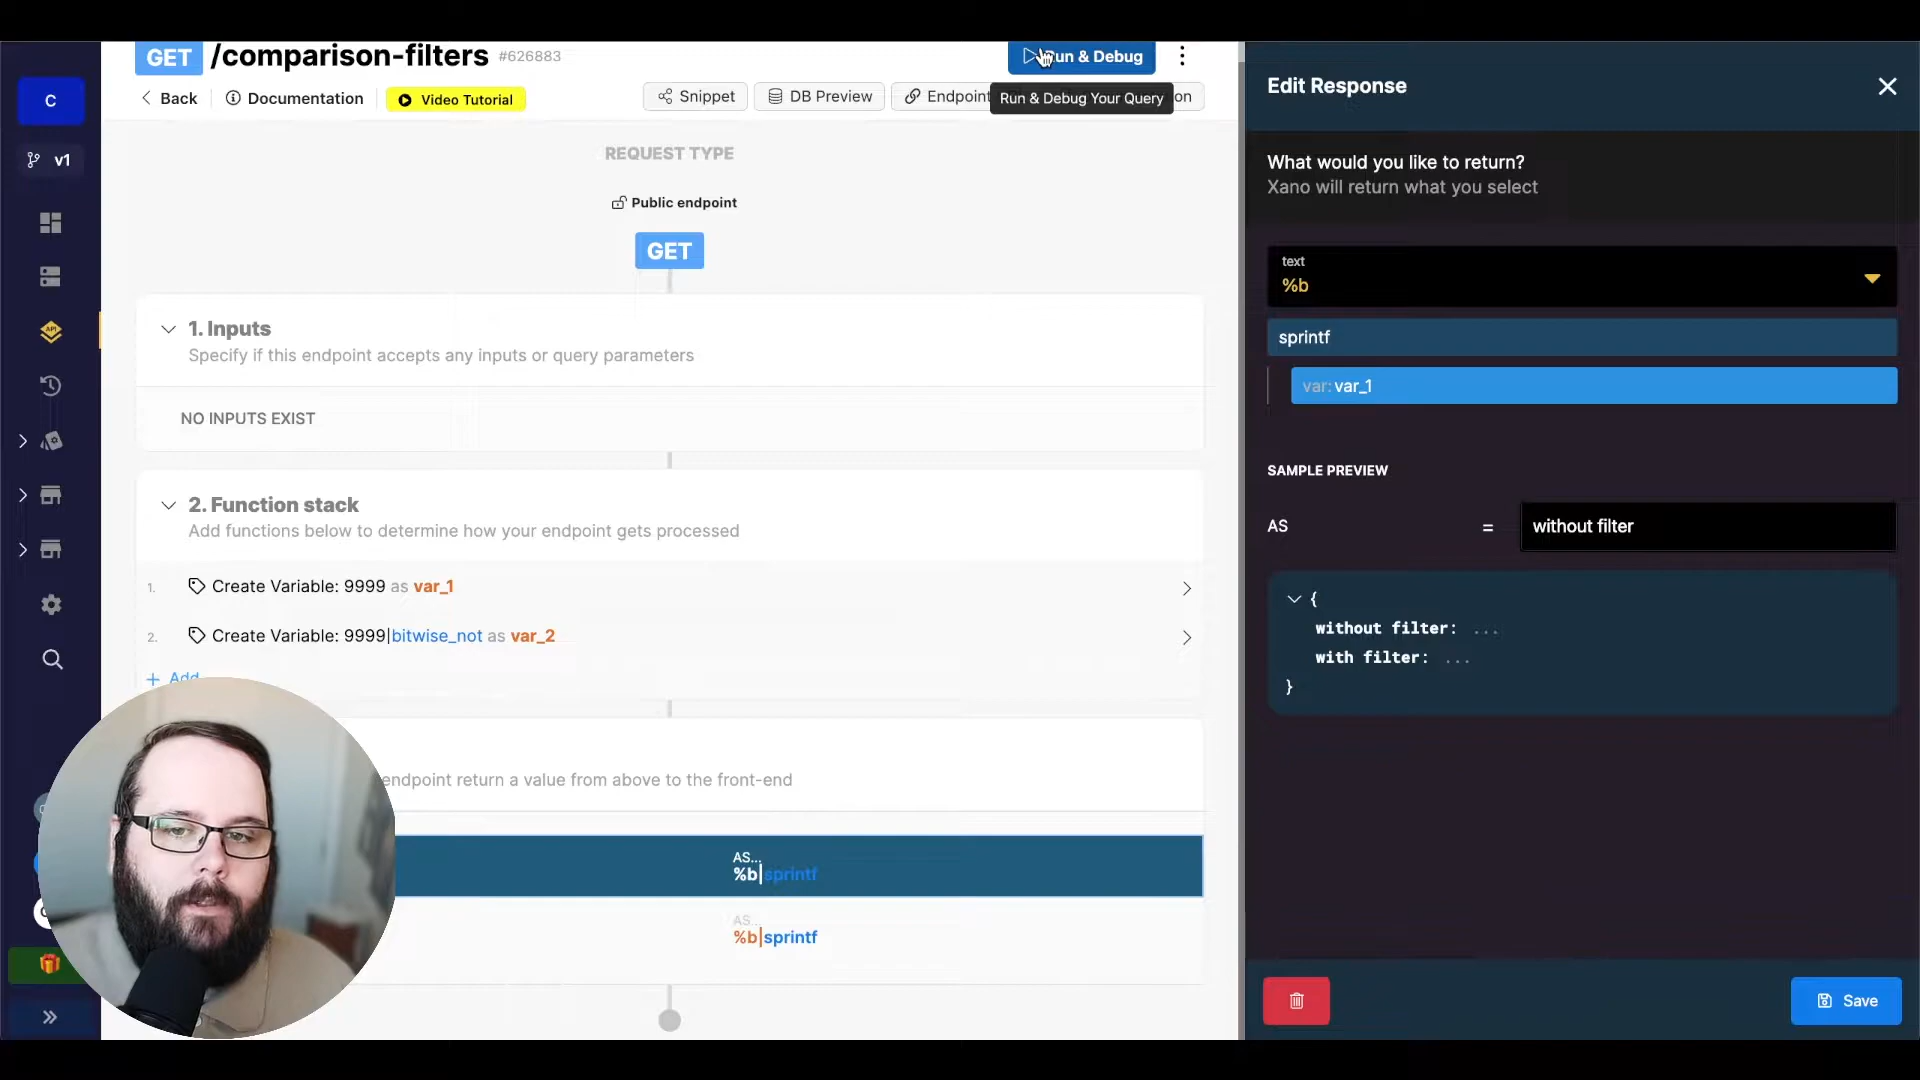 GET /comparison-filters #626883
Run & Debug
C
Back
Documentation
Video Tutorial
Snippet
DB Preview
Endpoint
Run & Debug Your Query
on
v1
REQUEST TYPE
Public endpoint
GET
1. Inputs
Specify if this endpoint accepts any inputs or query parameters
NO INPUTS EXIST
2. Function stack
Add functions below to determine how your endpoint gets processed
1. Create Variable: 9999 as var_1
2. Create Variable: 9999|bitwise_not as var_2
+ Add
endpoint return a value from above to the front-end
AS...
%b|sprintf
AS...
%b|sprintf
Edit Response
What would you like to return?
Xano will return what you select
text
%b
sprintf
var: var_1
SAMPLE PREVIEW
AS = without filter
{
without filter: ...
with filter: ...
}
Save